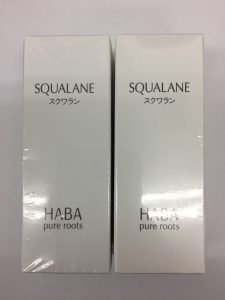 SQUALANE
スクワラン
HABA
pure roots
SQUALANE
スクワラン
HABA
pure roots